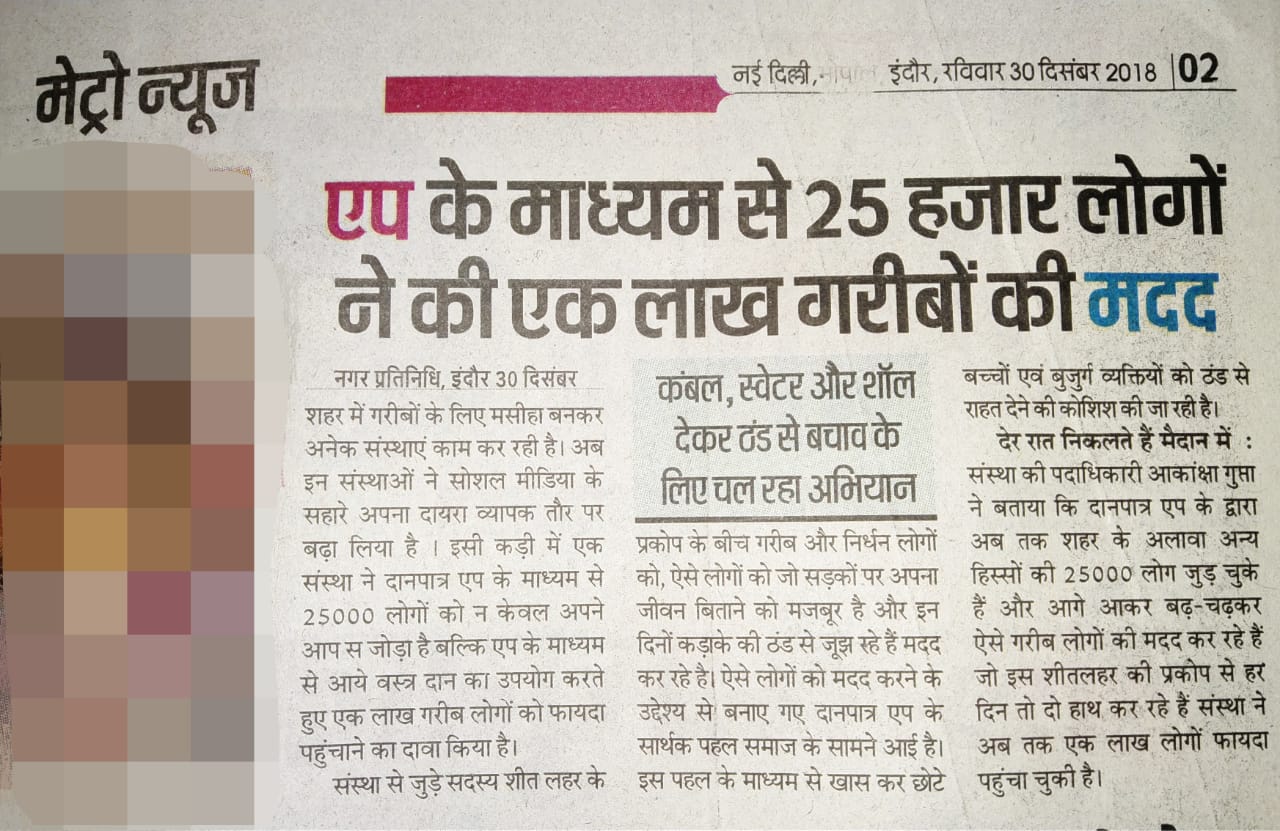 मेट्रो न्यूज
नई दिल्ली, भोपाल, इंदौर, रविवार 30 दिसंबर 2018 | 02
एप के माध्यम से 25 हजार लोगों
ने की एक लाख गरीबों की मदद
नगर प्रतिनिधि, इंदौर 30 दिसंबर
शहर में गरीबों के लिए मसीहा बनकर
अनेक संस्थाएं काम कर रही है। अब
इन संस्थाओं ने सोशल मीडिया के
सहारे अपना दायरा व्यापक तौर पर
बढ़ा लिया है । इसी कड़ी में एक
संस्था ने दानपात्र एप के माध्यम से
25000 लोगों को न केवल अपने
आप स जोड़ा है बल्कि एप के माध्यम
से आये वस्त्र दान का उपयोग करते
हुए एक लाख गरीब लोगों को फायदा
पहुंचाने का दावा किया है।
संस्था से जुड़े सदस्य शीत लहर के
कंबल, स्वेटर और शॉल
देकर ठंड से बचाव के
लिए चल रहा अभियान
प्रकोप के बीच गरीब और निर्धन लोगों
को, ऐसे लोगों को जो सड़कों पर अपना
जीवन बिताने को मजबूर है और इन
दिनों कड़ाके की ठंड से जूझ रहे हैं मदद
कर रहे है। ऐसे लोगों को मदद करने के
उद्देश्य से बनाए गए दानपात्र एप के
सार्थक पहल समाज के सामने आई है।
इस पहल के माध्यम से खास कर छोटे
बच्चों एवं बुजुर्ग व्यक्तियों को ठंड से
राहत देने की कोशिश की जा रही है।
देर रात निकलते हैं मैदान में :
संस्था की पदाधिकारी आकांक्षा गुप्ता
ने बताया कि दानपात्र एप के द्वारा
अब तक शहर के अलावा अन्य
हिस्सों की 25000 लोग जुड़ चुके
हैं और आगे आकर बढ़-चढ़कर
ऐसे गरीब लोगों की मदद कर रहे हैं
जो इस शीतलहर की प्रकोप से हर
दिन तो दो हाथ कर रहे हैं संस्था ने
अब तक एक लाख लोगों फायदा
पहुंचा चुकी है।